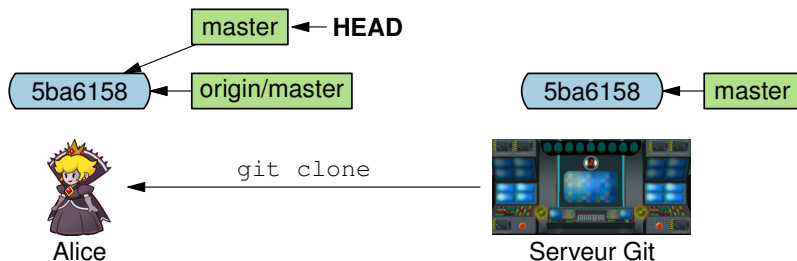 master HEAD
5ba6158 origin/master 5ba6158 master
git clone
Alice Serveur Git